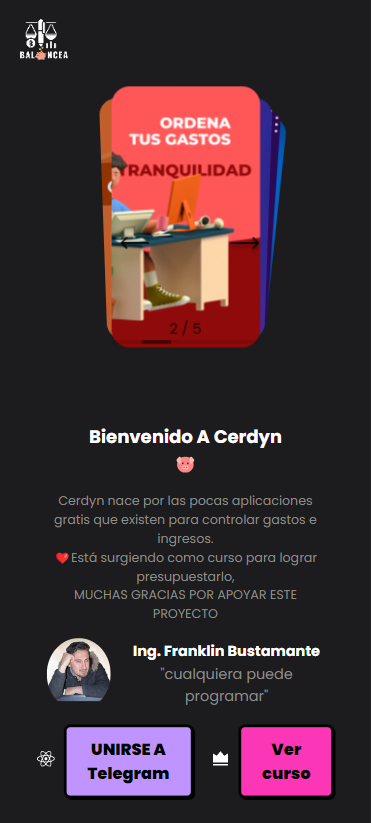 BALANCEA
ORDENA
TUS GASTOS
TRANQUILIDAD
2 / 5
Bienvenido A Cerdyn
Cerdyn nace por las pocas aplicaciones
gratis que existen para controlar gastos e
ingresos.
❤️Está surgiendo como curso para lograr
presupuestarlo,
MUCHAS GRACIAS POR APOYAR ESTE
PROYECTO
Ing. Franklin Bustamante
"cualquiera puede
programar"
UNIRSE A
Telegram
Ver
curso